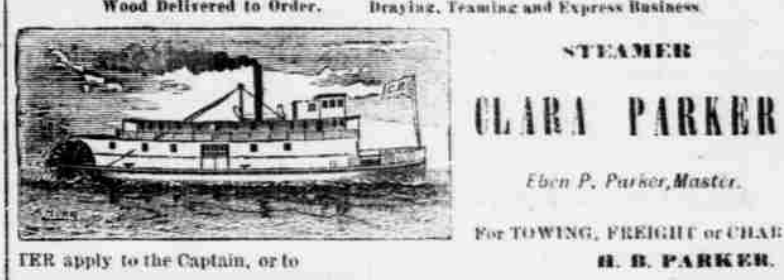 Wood Delivered to Order. Draying, Teaming and Express Business
STEAMER
CLARA PARKER
Eben P. Parker, Master.
For TOWING, FREIGHT or CHAR
TER apply to the Captain, or to H. B. PARKER.